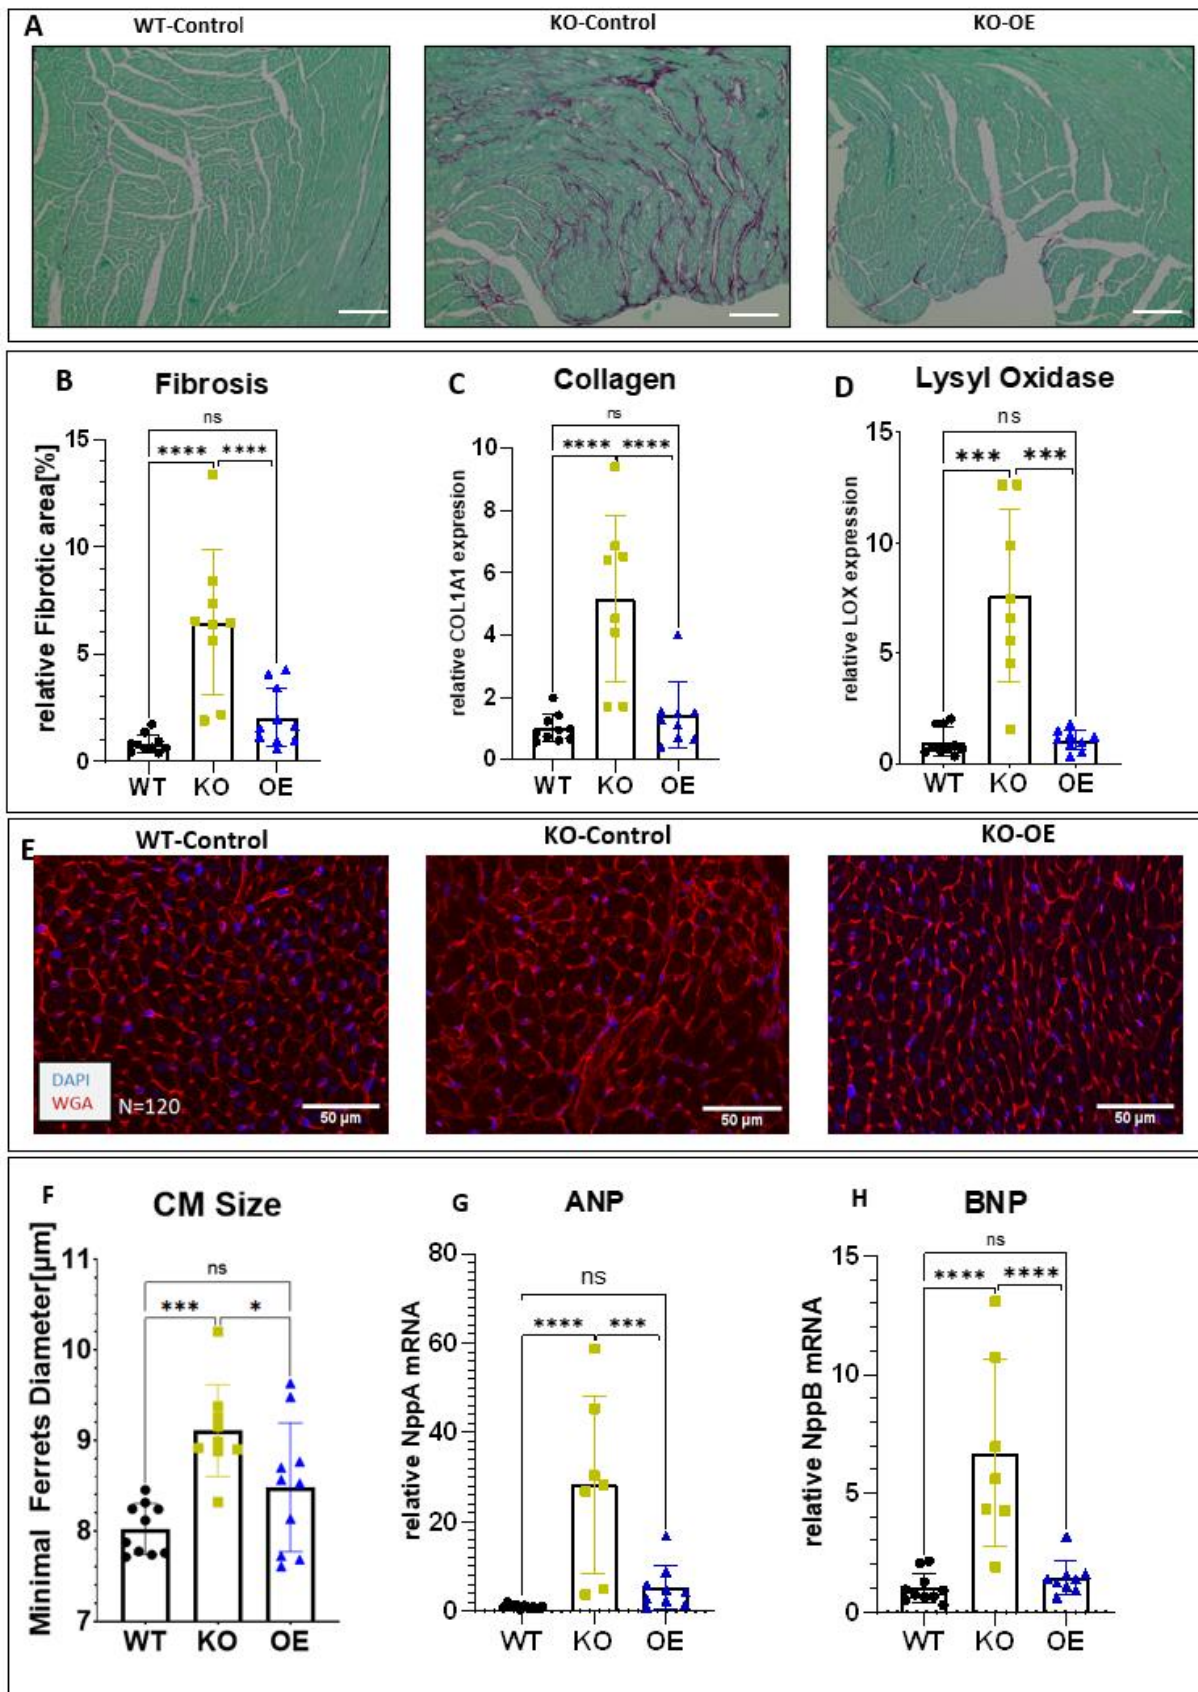 A
WT-Control
KO-Control
KO-OE
B
Fibrosis
relative Fibrotic area[%]
ns
**** ****
15
10
5
0
WT KO OE
C
Collagen
relative COL1A1 expression
ns
**** ****
10
8
6
4
2
0
WT KO OE
D
Lysyl Oxidase
relative LOX expression
ns
*** ***
15
10
5
0
WT KO OE
E
WT-Control
KO-Control
KO-OE
DAPI
WGA
N=120
50 µm
50 µm
50 µm
F
CM Size
Minimal Ferrets Diameter[µm]
ns
*** *
11
10
9
8
7
WT KO OE
G
ANP
relative NppA mRNA
ns
**** ***
80
60
40
20
0
WT KO OE
H
BNP
relative NppB mRNA
ns
**** ****
15
10
5
0
WT KO OE